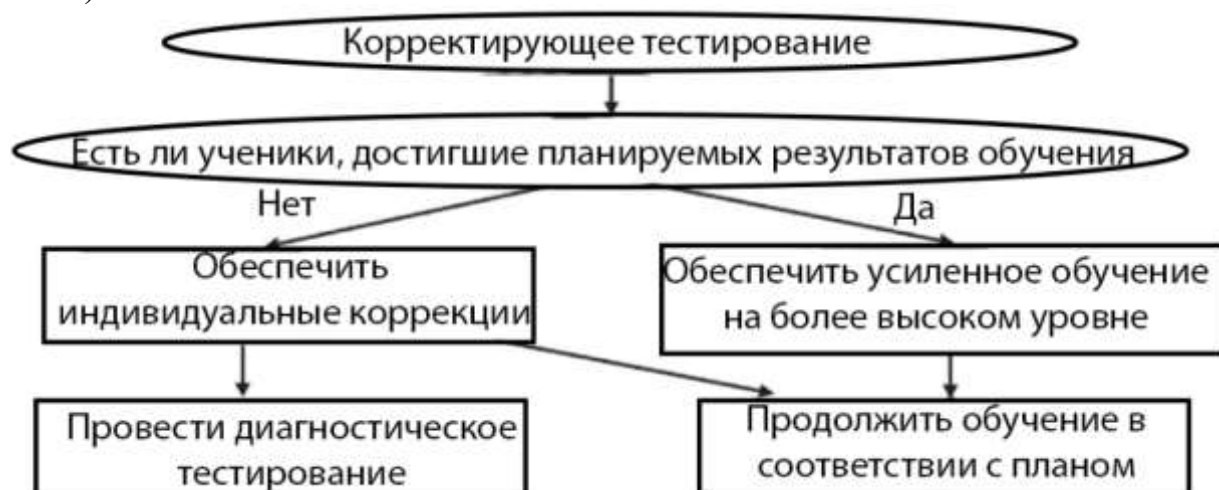 Корректирующее тестирование
Есть ли ученики, достигшие планируемых результатов обучения
Нет
Да
Обеспечить
индивидуальные коррекции
Обеспечить усиленное обучение
на более высоком уровне
Провести диагностическое
тестирование
Продолжить обучение в
соответствии с планом